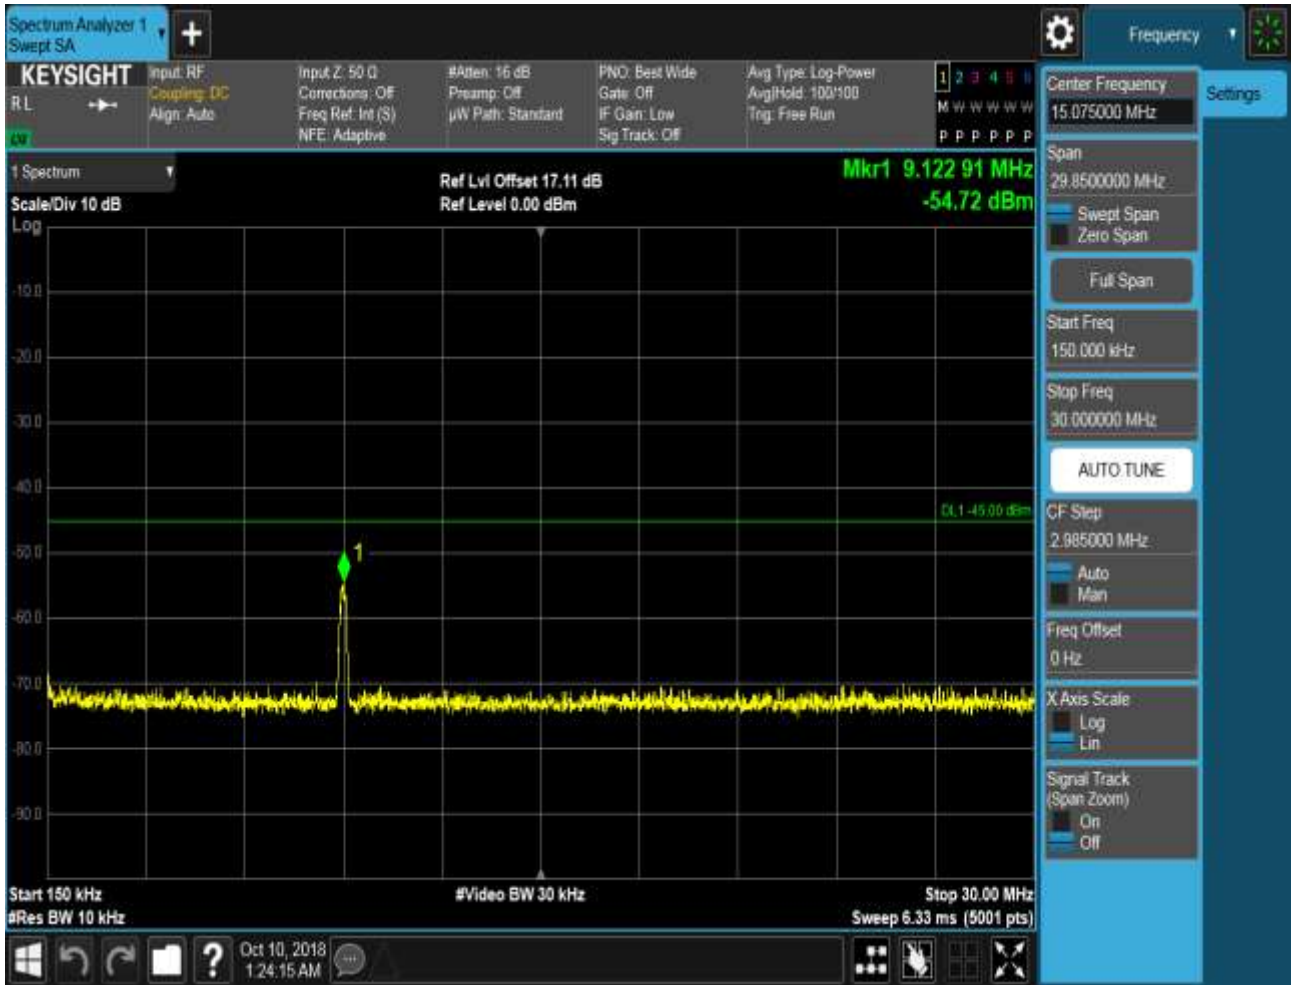 Spectrum Analyzer 1
Swept SA
Frequency
KEYSIGHT
RL
Input: RF
Coupling: DC
Align: Auto
Input Z: 50 Ω
Corrections: Off
Freq Ref: Int (S)
NFE: Adaptive
#Atten: 16 dB
Preamp: Off
µW Path: Standard
PNO: Best Wide
Gate: Off
IF Gain: Low
Sig Track: Off
Avg Type: Log-Power
Avg|Hold: 100/100
Trig: Free Run
1 2 3 4 5 6
M W W W W W
P P P P P P
1 Spectrum
Scale/Div 10 dB
Log
Ref Lvl Offset 17.11 dB
Ref Level 0.00 dBm
Mkr1 9.122 91 MHz
-54.72 dBm
-10.0
-20.0
-30.0
-40.0
DL1 -45.00 dBm
-50.0
1
-60.0
-70.0
-80.0
-90.0
Start 150 kHz
#Video BW 30 kHz
Stop 30.00 MHz
#Res BW 10 kHz
Sweep 6.33 ms (5001 pts)
Oct 10, 2018
1:24:15 AM
Center Frequency
15.075000 MHz
Settings
Span
29.8500000 MHz
Swept Span
Zero Span
Full Span
Start Freq
150.000 kHz
Stop Freq
30.000000 MHz
AUTO TUNE
CF Step
2.985000 MHz
Auto
Man
Freq Offset
0 Hz
X Axis Scale
Log
Lin
Signal Track
(Span Zoom)
On
Off